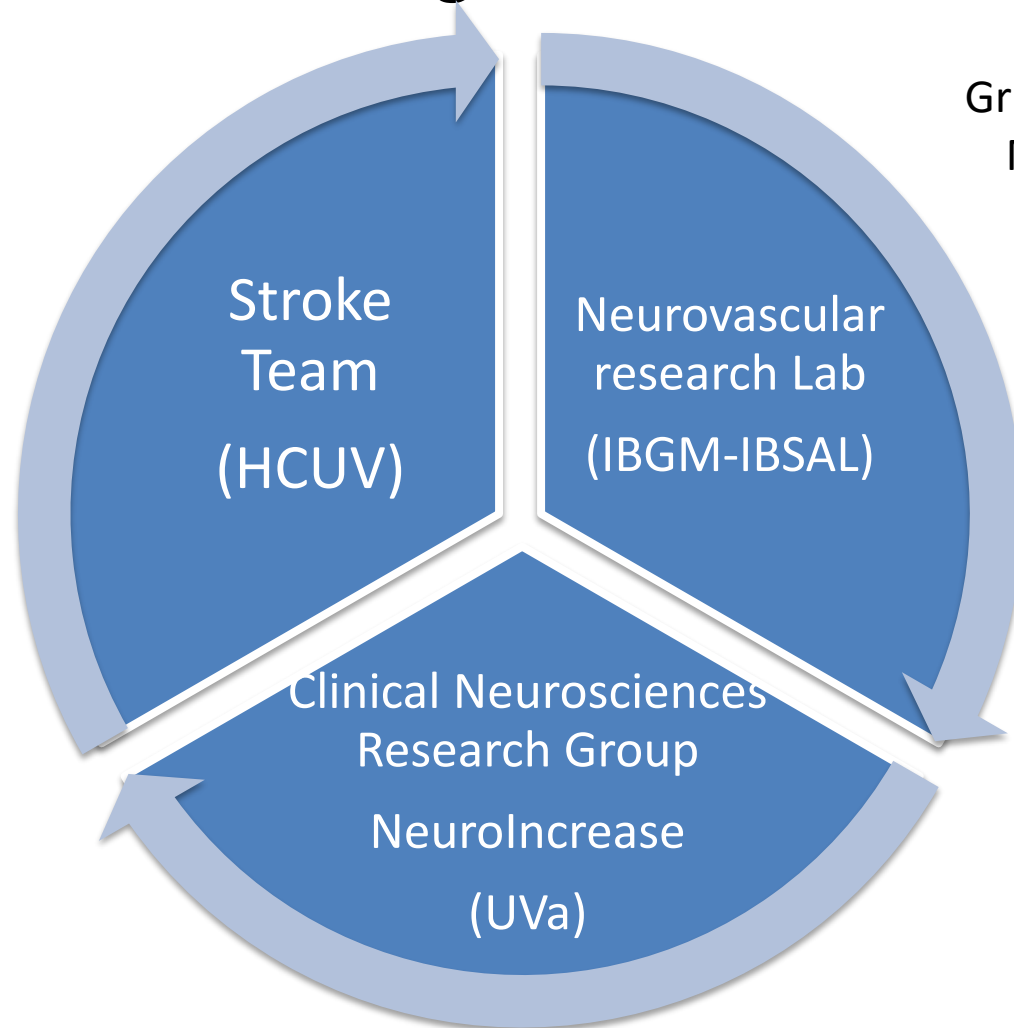 Stroke
Team
(HCUV)
Neurovascular
research Lab
(IBGM-IBSAL)
Clinical Neurosciences
Research Group
NeuroIncrease
(UVa)